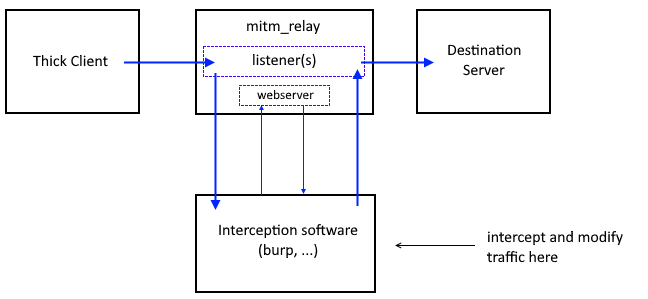 mitm_relay
Thick Client
listener(s)
Destination
Server
webserver
Interception software
(burp, ...)
intercept and modify
traffic here